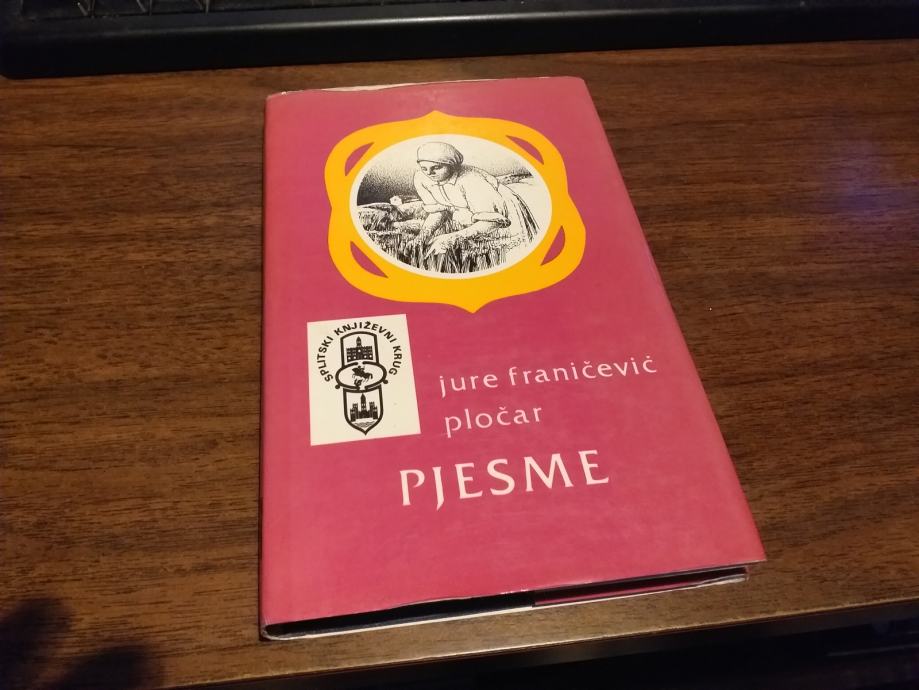 SPLITSKI KNJIŽEVNI KRUG
jure franičević
pločar
PJESME